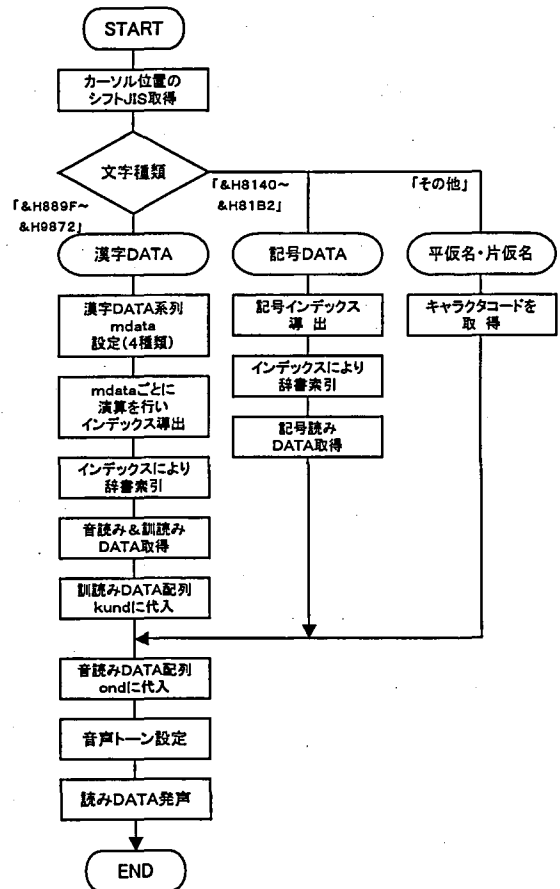 START
カーソル位置の
シフトJIS取得
文字種類
「&H889F~
&H9872」
「&H8140~
&H81B2」
「その他」
漢字DATA
記号DATA
平仮名・片仮名
漢字DATA系列
mdata
設定(4種類)
mdataごとに
演算を行い
インデックス導出
インデックスにより
辞書索引
音読み&訓読み
DATA取得
訓読みDATA配列
kundに代入
記号インデックス
導出
インデックスにより
辞書索引
記号読み
DATA取得
キャラクタコードを
取得
音読みDATA配列
ondに代入
音声トーン設定
読みDATA発声
END